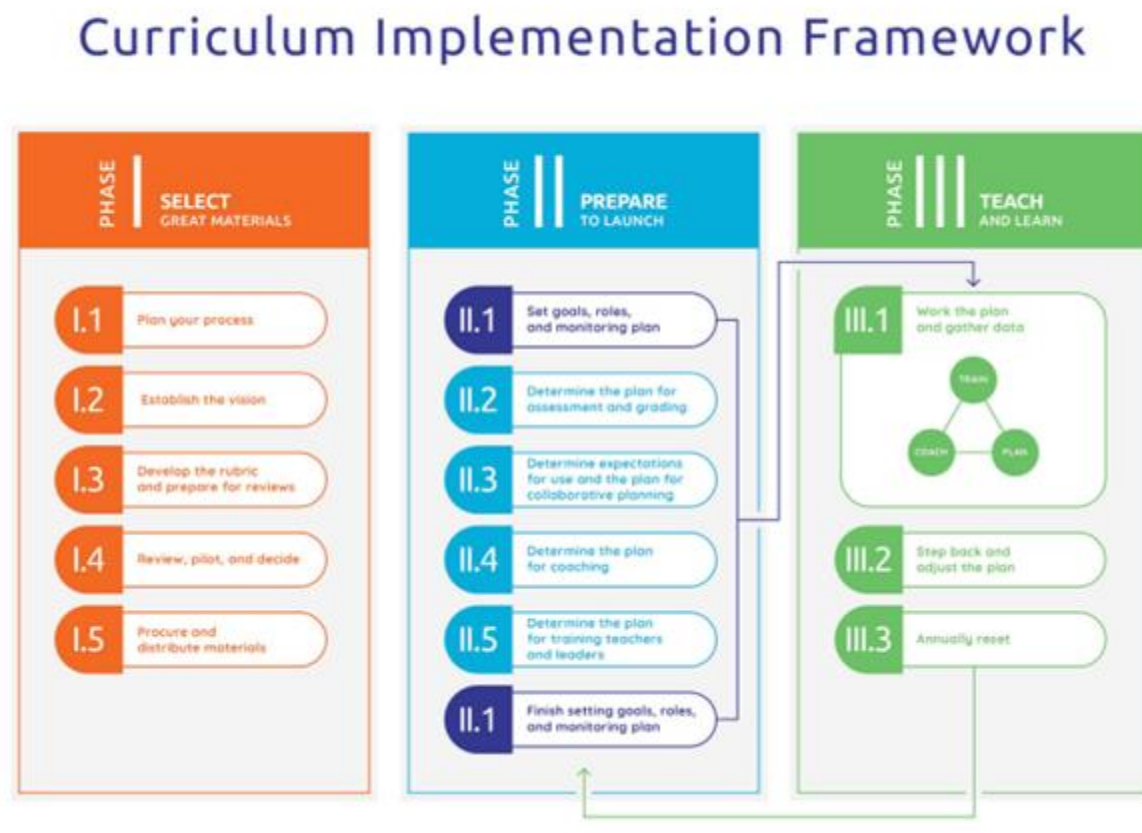 Curriculum Implementation Framework
PHASE I
SELECT
GREAT MATERIALS
I.1
Plan your process
I.2
Establish the vision
I.3
Develop the rubric
and prepare for reviews
I.4
Review, pilot, and decide
I.5
Procure and
distribute materials
PHASE II
PREPARE
TO LAUNCH
II.1
Set goals, roles,
and monitoring plan
II.2
Determine the plan for
assessment and grading
II.3
Determine expectations
for use and the plan for
collaborative planning
II.4
Determine the plan
for coaching
II.5
Determine the plan
for training teachers
and leaders
II.1
Finish setting goals, roles,
and monitoring plan
PHASE III
TEACH
AND LEARN
III.1
Work the plan
and gather data
TRAIN
COACH
PLAN
III.2
Step back and
adjust the plan
III.3
Annually reset